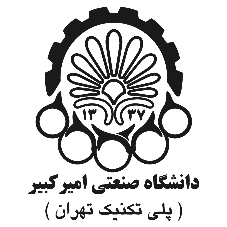 ۱۳ ۳۷
دانشگاه صنعتی امیرکبیر
( پلی تکنیک تهران )